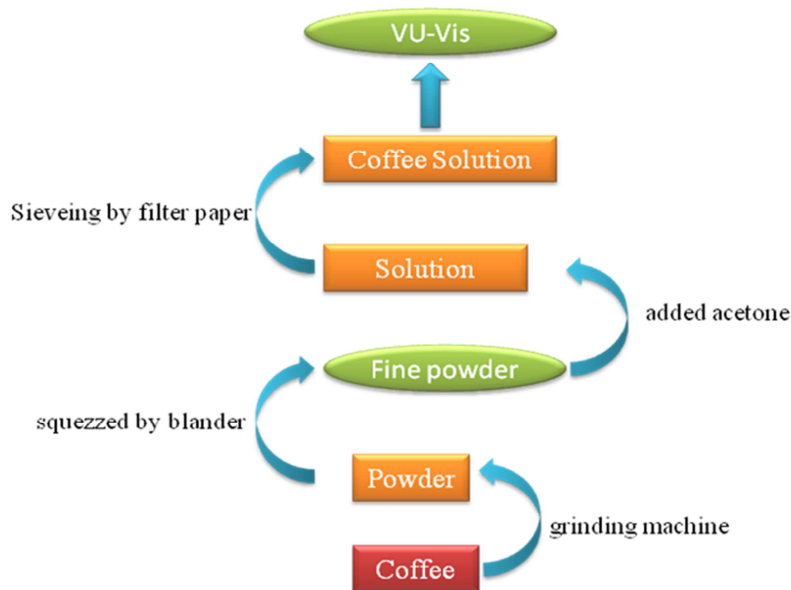 VU-Vis
Coffee Solution
Sieveing by filter paper
Solution
added acetone
Fine powder
squezzed by blander
Powder
grinding machine
Coffee